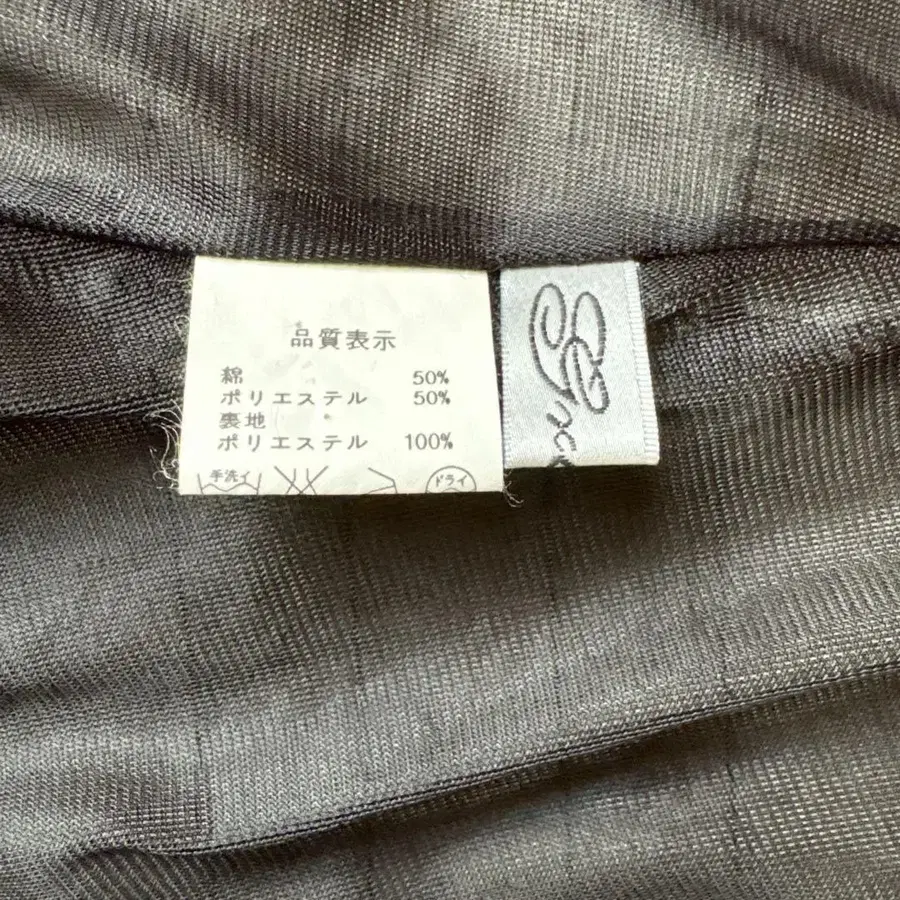 品質表示
綿 50%
ポリエステル 50%
裏地
ポリエステル 100%
手洗イ
ドライ